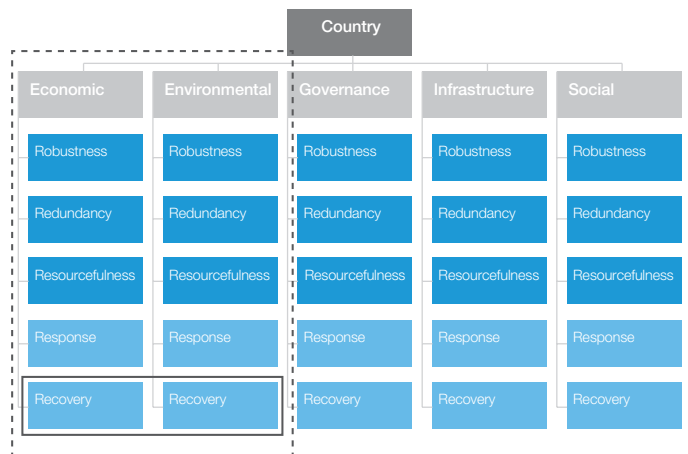 Country
Economic Environmental Governance Infrastructure Social
Robustness Robustness Robustness Robustness Robustness
Redundancy Redundancy Redundancy Redundancy Redundancy
Resourcefulness Resourcefulness Resourcefulness Resourcefulness Resourcefulness
Response Response Response Response Response
Recovery Recovery Recovery Recovery Recovery